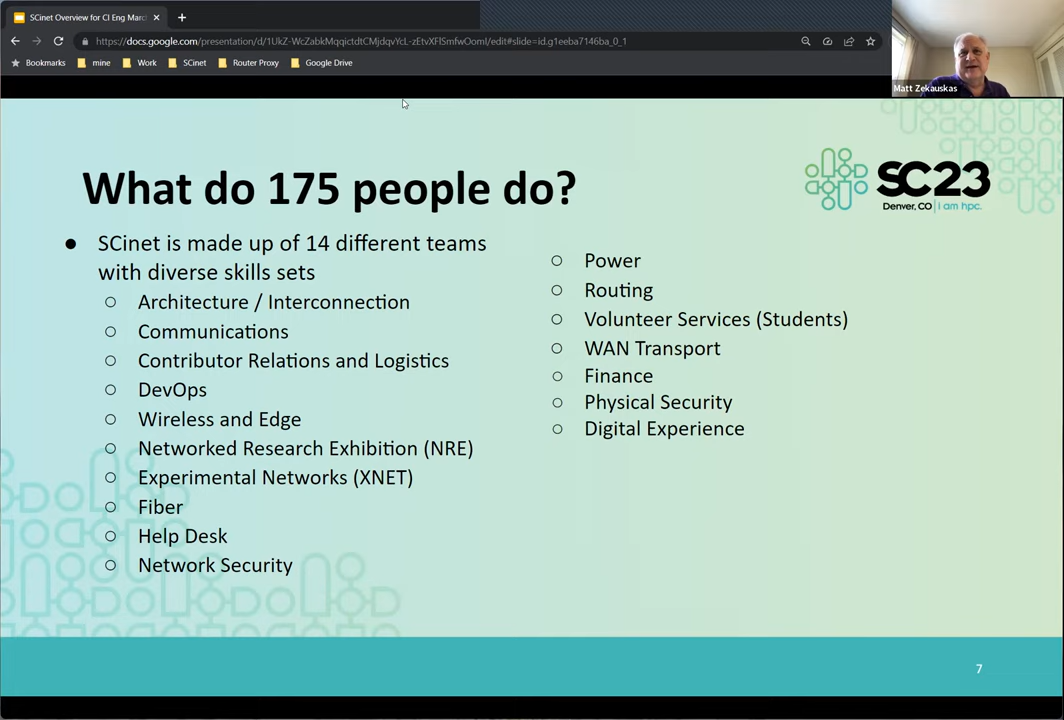 SCinet Overview for CI Eng Marc
https://docs.google.com/presentation/d/1UkZ-WcZabkMqqictdtCMjdqvYcL-zEtvXFlSmfwOomI/edit#slide=id.g1eeba7146ba_0_1
Bookmarks mine Work SCinet Router Proxy Google Drive
Matt Zekauskas
What do 175 people do?
SC23
Denver, CO | i am hpc.
● SCinet is made up of 14 different teams
with diverse skills sets
○ Architecture / Interconnection
○ Communications
○ Contributor Relations and Logistics
○ DevOps
○ Wireless and Edge
○ Networked Research Exhibition (NRE)
○ Experimental Networks (XNET)
○ Fiber
○ Help Desk
○ Network Security
○ Power
○ Routing
○ Volunteer Services (Students)
○ WAN Transport
○ Finance
○ Physical Security
○ Digital Experience
7